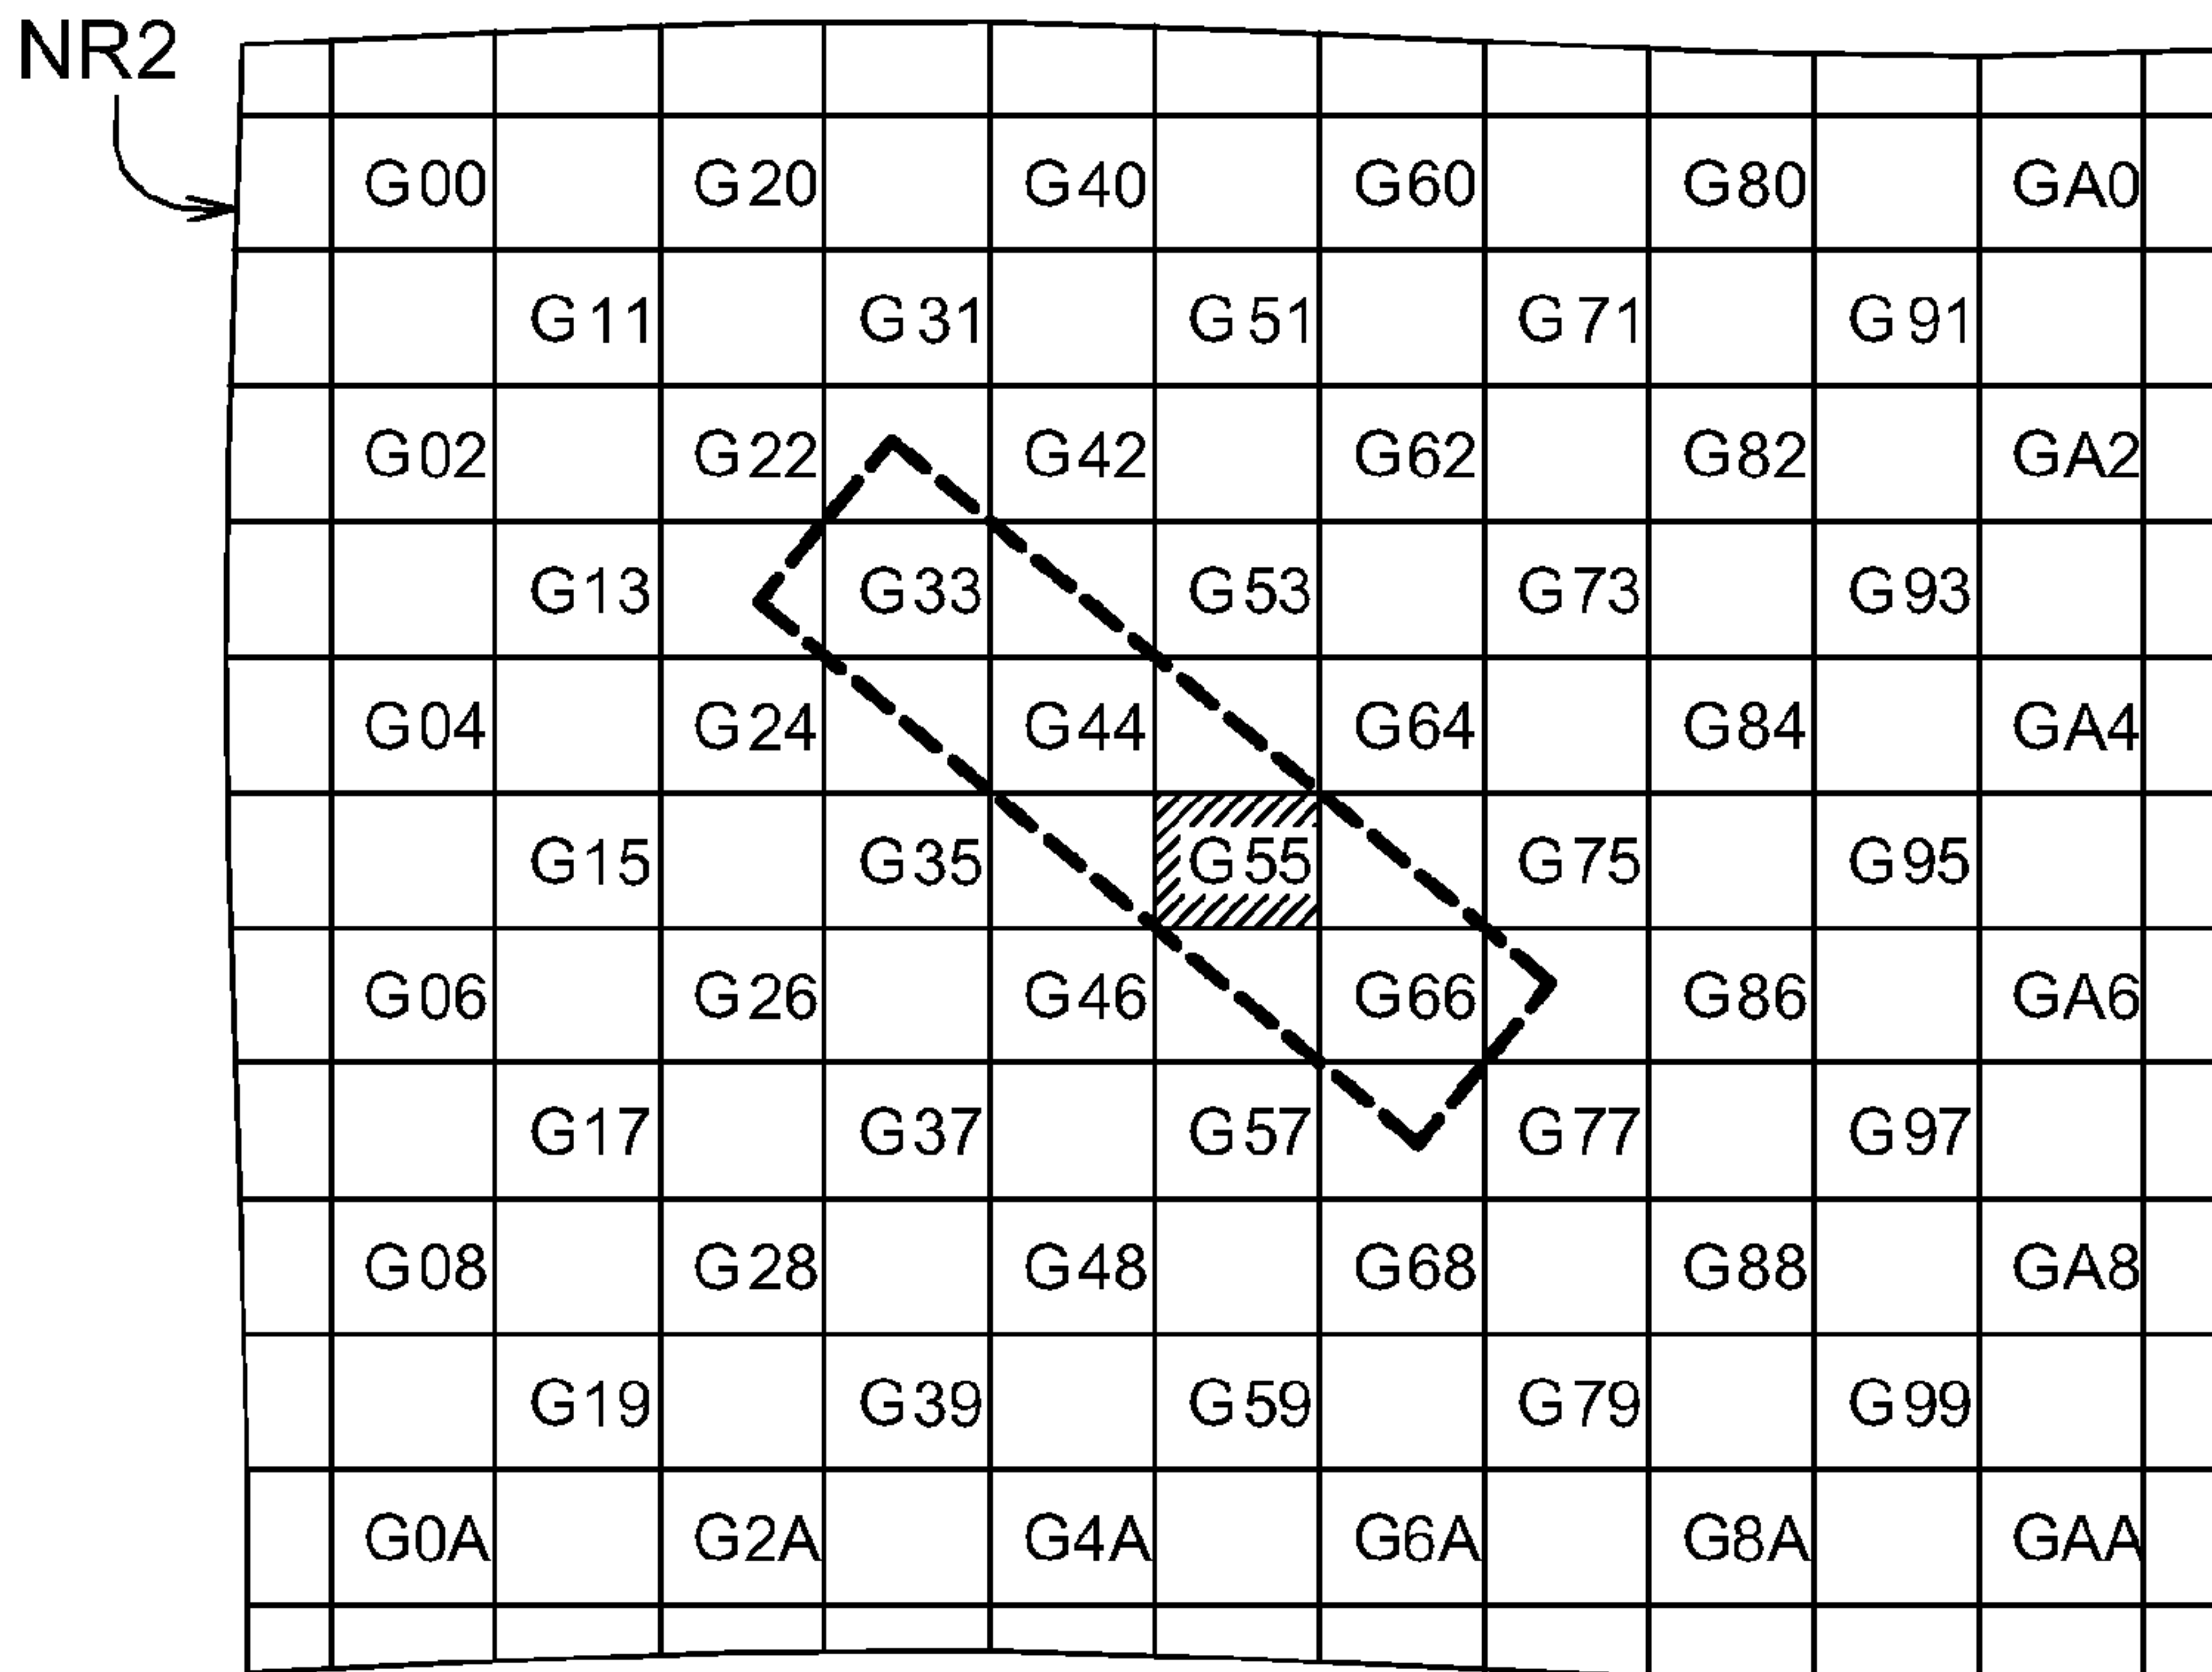 NR2
G00 G20 G40 G60 G80 GA0
G11 G31 G51 G71 G91
G02 G22 G42 G62 G82 GA2
G13 G33 G53 G73 G93
G04 G24 G44 G64 G84 GA4
G15 G35 G55 G75 G95
G06 G26 G46 G66 G86 GA6
G17 G37 G57 G77 G97
G08 G28 G48 G68 G88 GA8
G19 G39 G59 G79 G99
G0A G2A G4A G6A G8A GAA